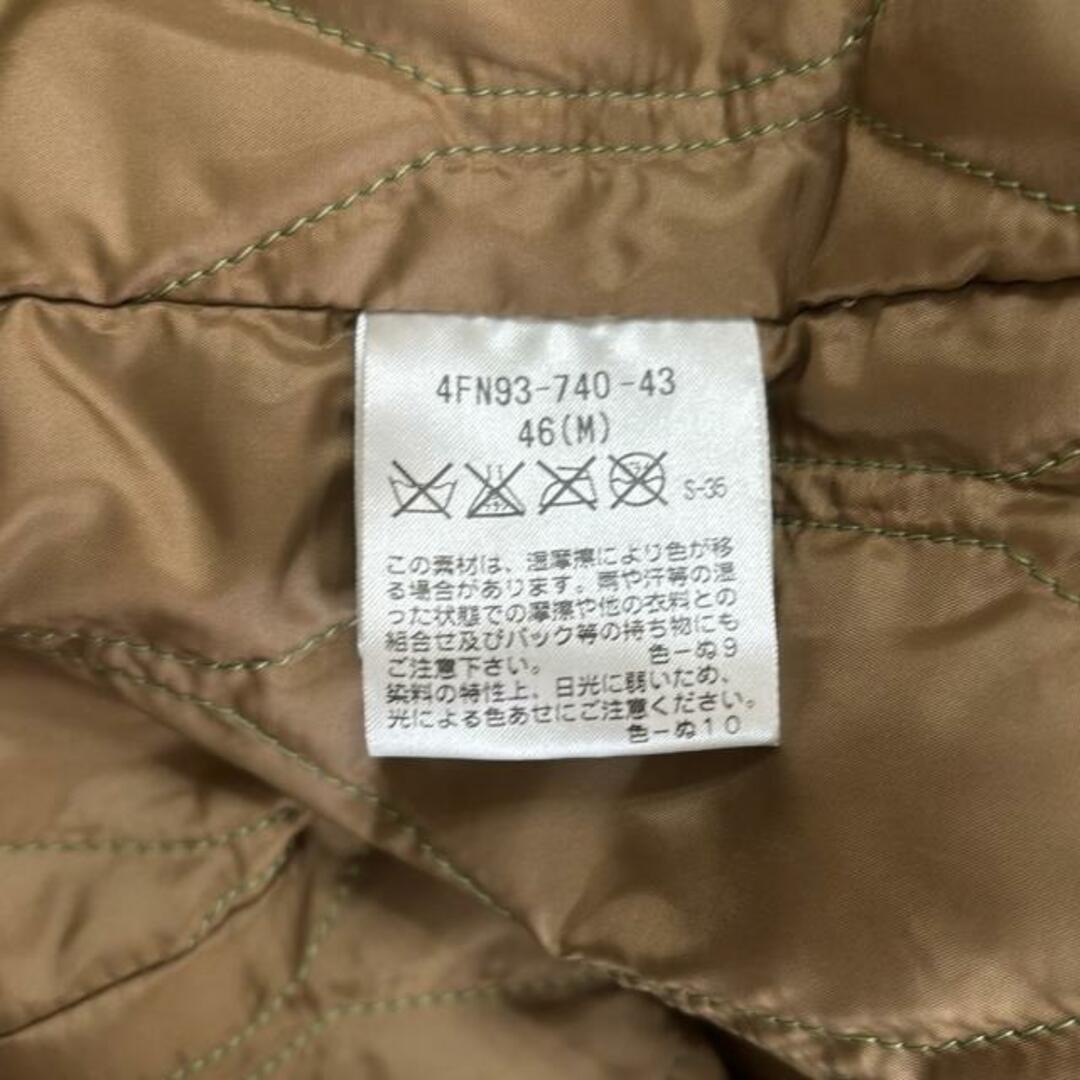 4FN93-740-43
46(M)
S-35
この素材は、湿摩擦により色が移
る場合があります。雨や汗等の湿
った状態での摩擦や他の衣料との
組合せ及びバック等の持ち物にも
色ーぬ9
ご注意下さい。
染料の特性上、日光に弱いため、
光による色あせにご注意ください。
色ーぬ10